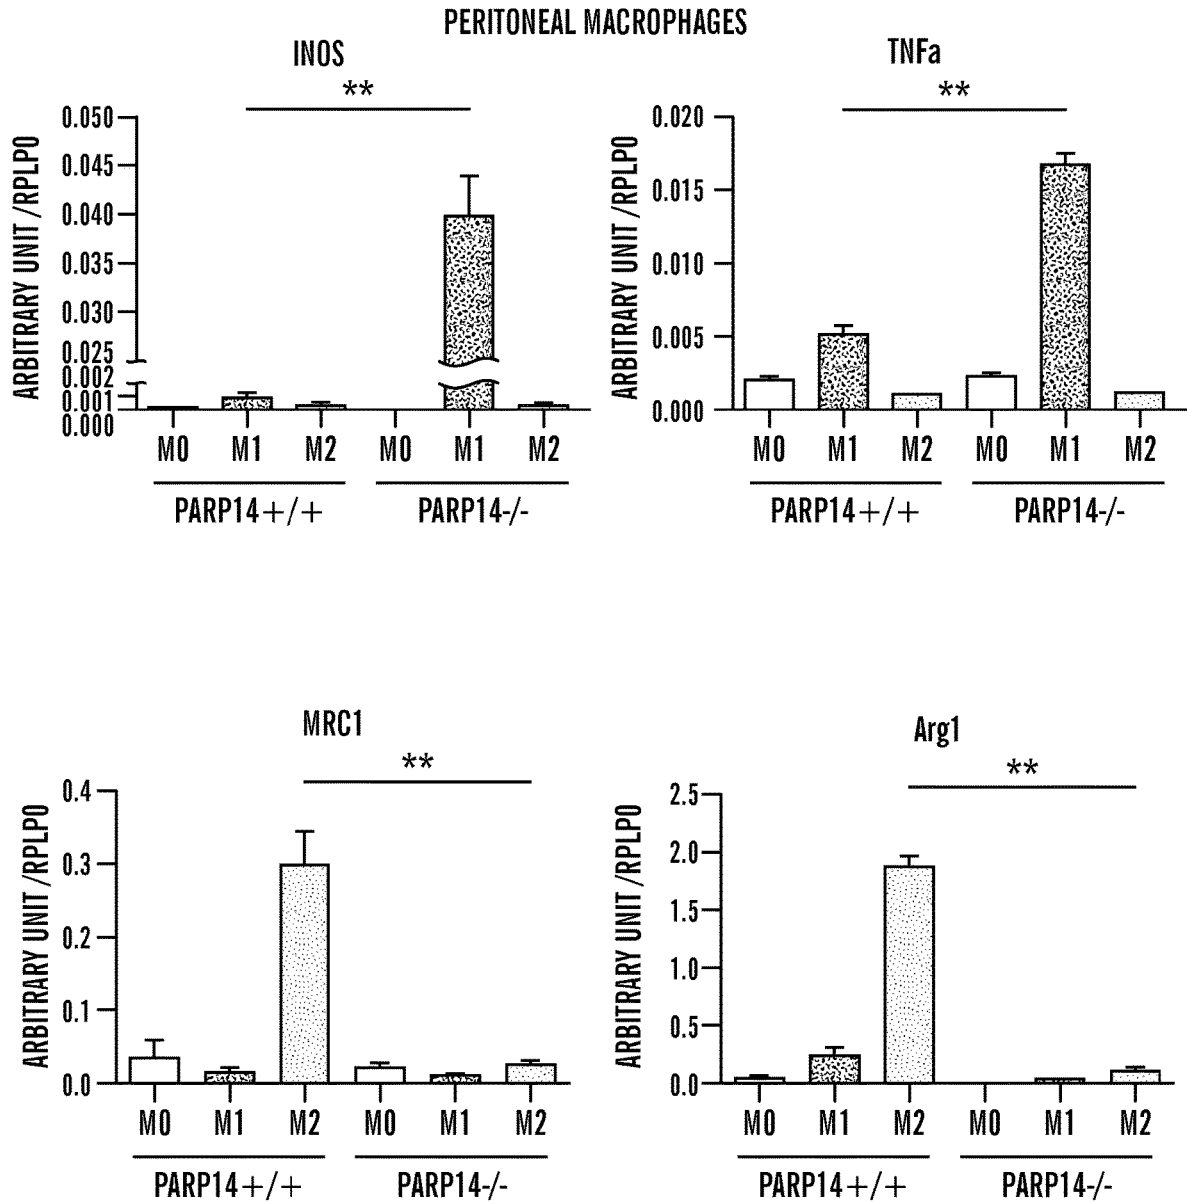 PERITONEAL MACROPHAGES
INOS
**
ARBITRARY UNIT /RPLP0
0.050
0.045
0.040
0.035
0.030
0.025
0.002
0.001
0.000
M0 M1 M2 M0 M1 M2
PARP14+/+ PARP14-/-
TNFa
**
ARBITRARY UNIT /RPLP0
0.020
0.015
0.010
0.005
0.000
M0 M1 M2 M0 M1 M2
PARP14+/+ PARP14-/-
MRC1
**
ARBITRARY UNIT /RPLP0
0.4
0.3
0.2
0.1
0.0
M0 M1 M2 M0 M1 M2
PARP14+/+ PARP14-/-
Arg1
**
ARBITRARY UNIT /RPLP0
2.5
2.0
1.5
1.0
0.5
0.0
M0 M1 M2 M0 M1 M2
PARP14+/+ PARP14-/-